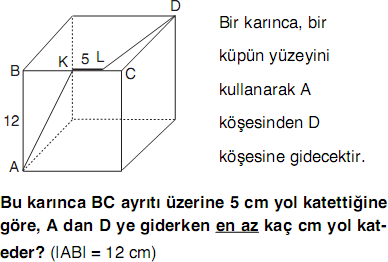 D
Bir karınca, bir
küpün yüzeyini
kullanarak A
köşesinden D
köşesine gidecektir.
K 5 L
B
C
12
A
Bu karınca BC ayrıtı üzerine 5 cm yol katettiğine
göre, A dan D ye giderken en az kaç cm yol kat-
eder? (IABI = 12 cm)